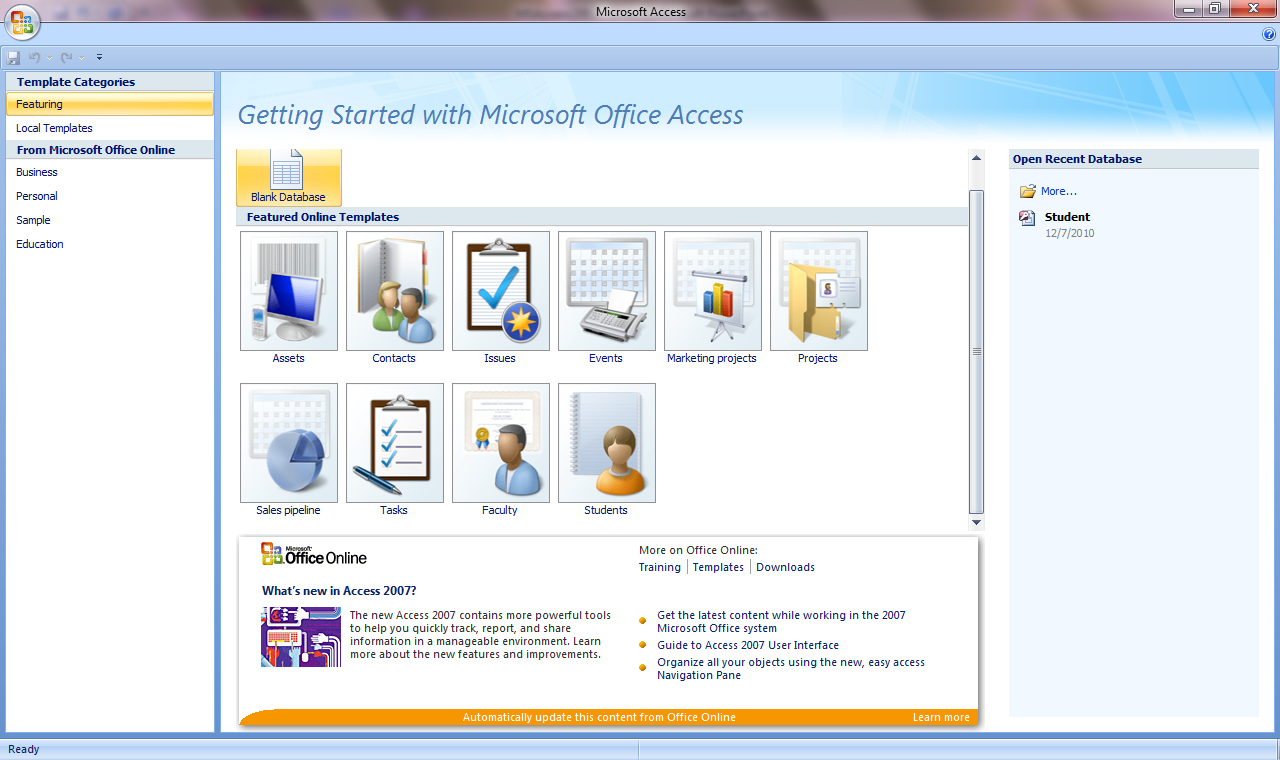 Microsoft Access
Template Categories
Featuring
Local Templates
From Microsoft Office Online
Business
Personal
Sample
Education
Getting Started with Microsoft Office Access
Blank Database
Featured Online Templates
Assets
Contacts
Issues
Events
Marketing projects
Projects
Sales pipeline
Tasks
Faculty
Students
Open Recent Database
More...
Student
12/7/2010
Microsoft
Office Online
What's new in Access 2007?
The new Access 2007 contains more powerful tools
to help you quickly track, report, and share
information in a manageable environment. Learn
more about the new features and improvements.
More on Office Online:
Training | Templates | Downloads
Get the latest content while working in the 2007
Microsoft Office system
Guide to Access 2007 User Interface
Organize all your objects using the new, easy access
Navigation Pane
Automatically update this content from Office Online
Learn more
Ready